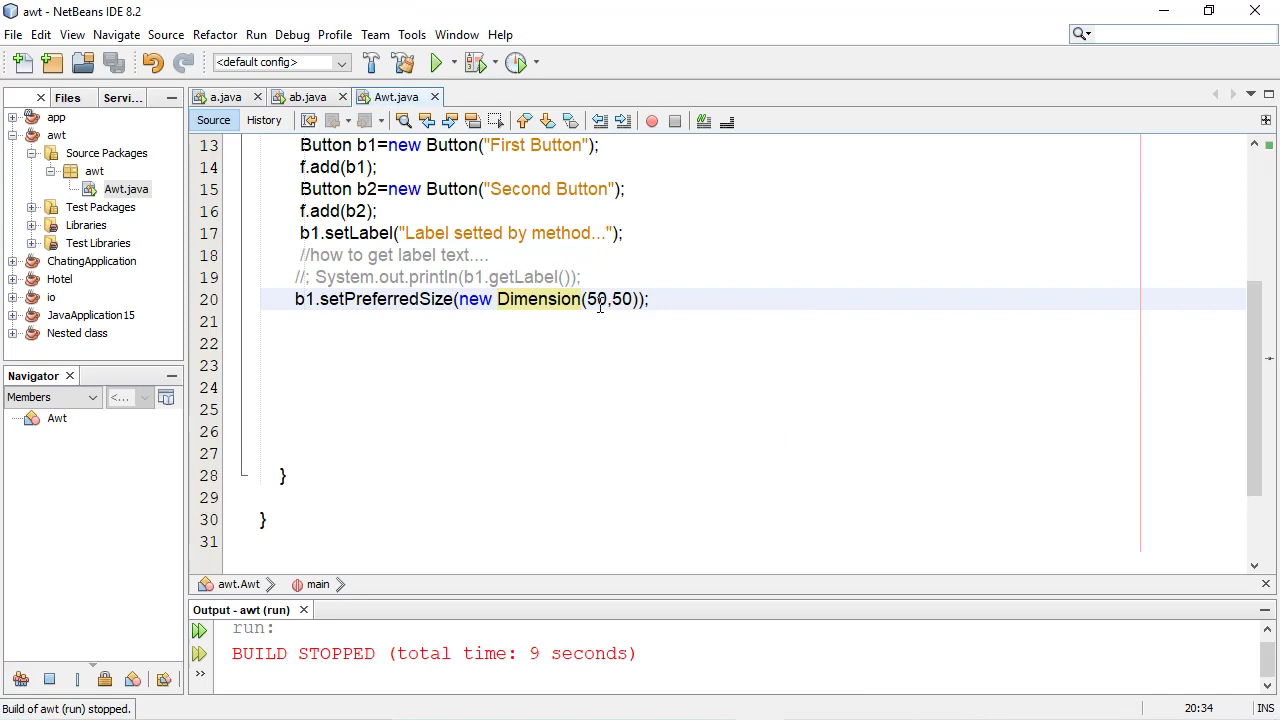 awt - NetBeans IDE 8.2
File Edit View Navigate Source Refactor Run Debug Profile Team Tools Window Help
<default config>
Files Servi... a.java ab.java Awt.java
Source History
app
awt
Source Packages
awt
Awt.java
Test Packages
Libraries
Test Libraries
ChatingApplication
Hotel
io
JavaApplication15
Nested class
13 Button b1=new Button("First Button");
14 f.add(b1);
15 Button b2=new Button("Second Button");
16 f.add(b2);
17 b1.setLabel("Label setted by method...");
18 //how to get label text....
19 //; System.out.println(b1.getLabel());
20 b1.setPreferredSize(new Dimension(50,50));
21
22
23
24
25
26
27
28 }
29
30 }
31
Navigator
Members <...
Awt
awt.Awt main
Output - awt (run)
run:
BUILD STOPPED (total time: 9 seconds)
Build of awt (run) stopped. 20:34 INS